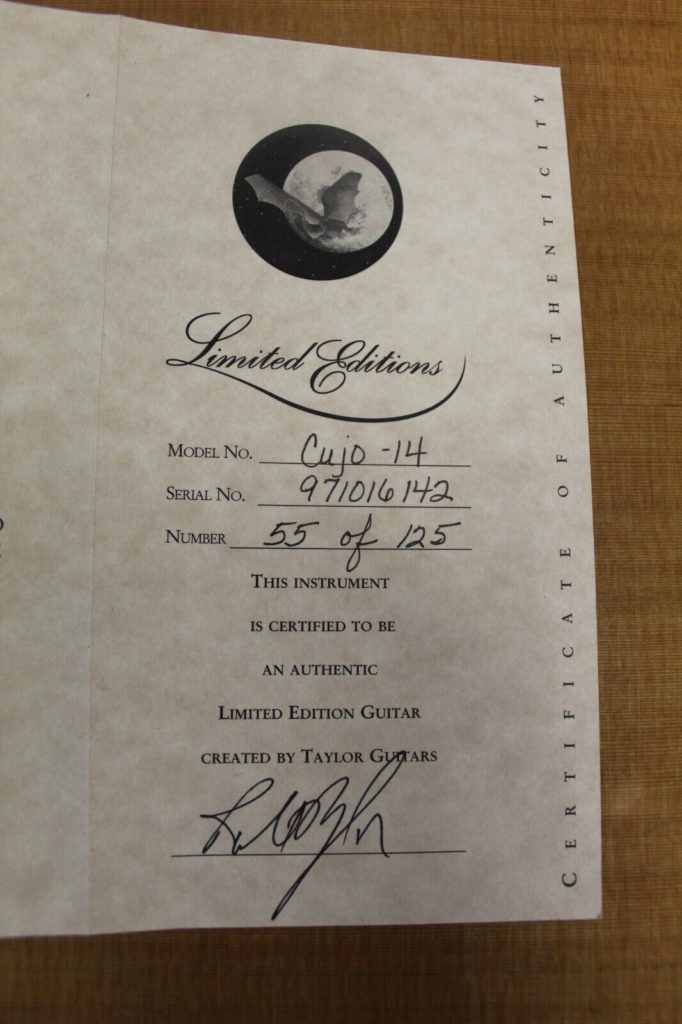 Limited Editions
MODEL NO. Cujo -14
SERIAL NO. 971016142
NUMBER 55 of 125
THIS INSTRUMENT
IS CERTIFIED TO BE
AN AUTHENTIC
LIMITED EDITION GUITAR
CREATED BY TAYLOR GUITARS
CERTIFICATE OF AUTHENTICITY